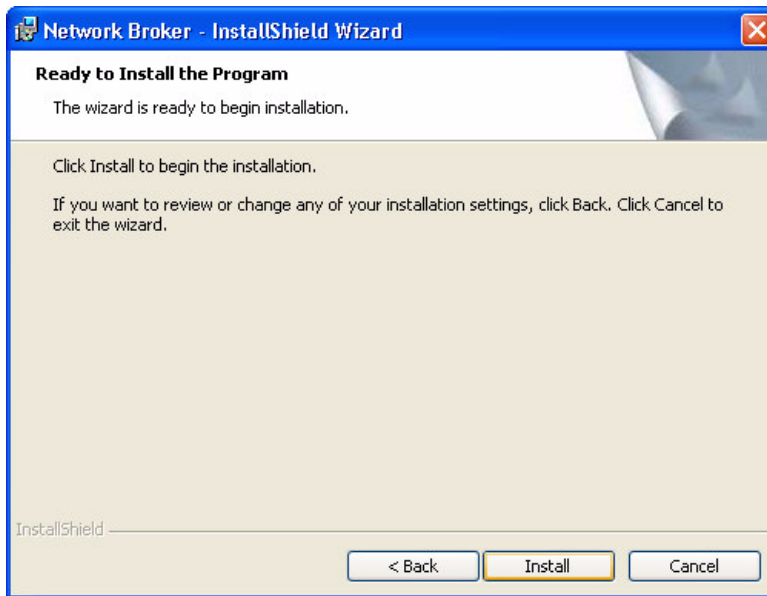 Network Broker - InstallShield Wizard
Ready to Install the Program
The wizard is ready to begin installation.
Click Install to begin the installation.
If you want to review or change any of your installation settings, click Back. Click Cancel to
exit the wizard.
InstallShield
< Back Install Cancel